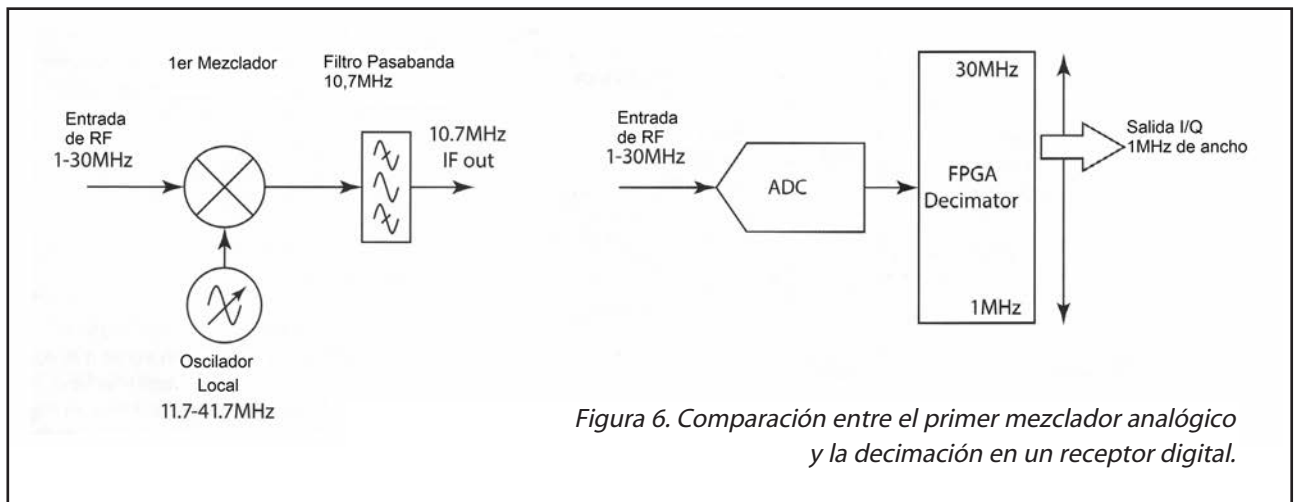 1er Mezclador
Filtro Pasabanda
10,7MHz
Entrada
de RF
1-30MHz
10.7MHz
IF out
Oscilador
Local
11.7-41.7MHz
Entrada
de RF
1-30MHz
ADC
30MHz
FPGA
Decimator
1MHz
Salida I/Q
1MHz de ancho
Figura 6. Comparación entre el primer mezclador analógico
y la decimación en un receptor digital.